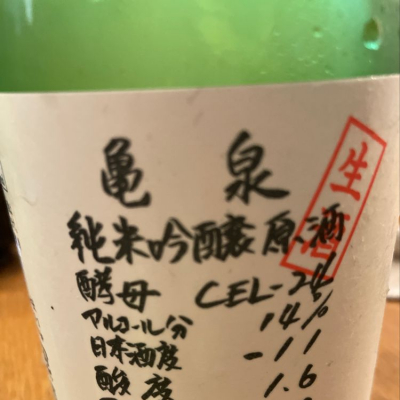 亀泉
生酒
純米吟醸原酒
酵母 CEL-24
アルコール分 14%
日本酒度 -11
酸度 1.6